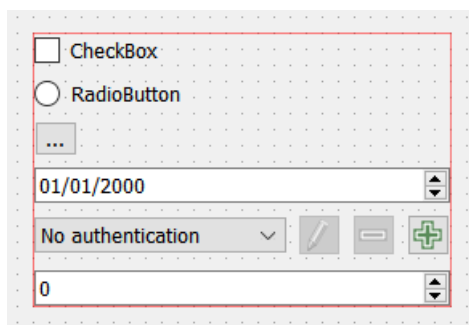 CheckBox
RadioButton
...
01/01/2000
No authentication
0